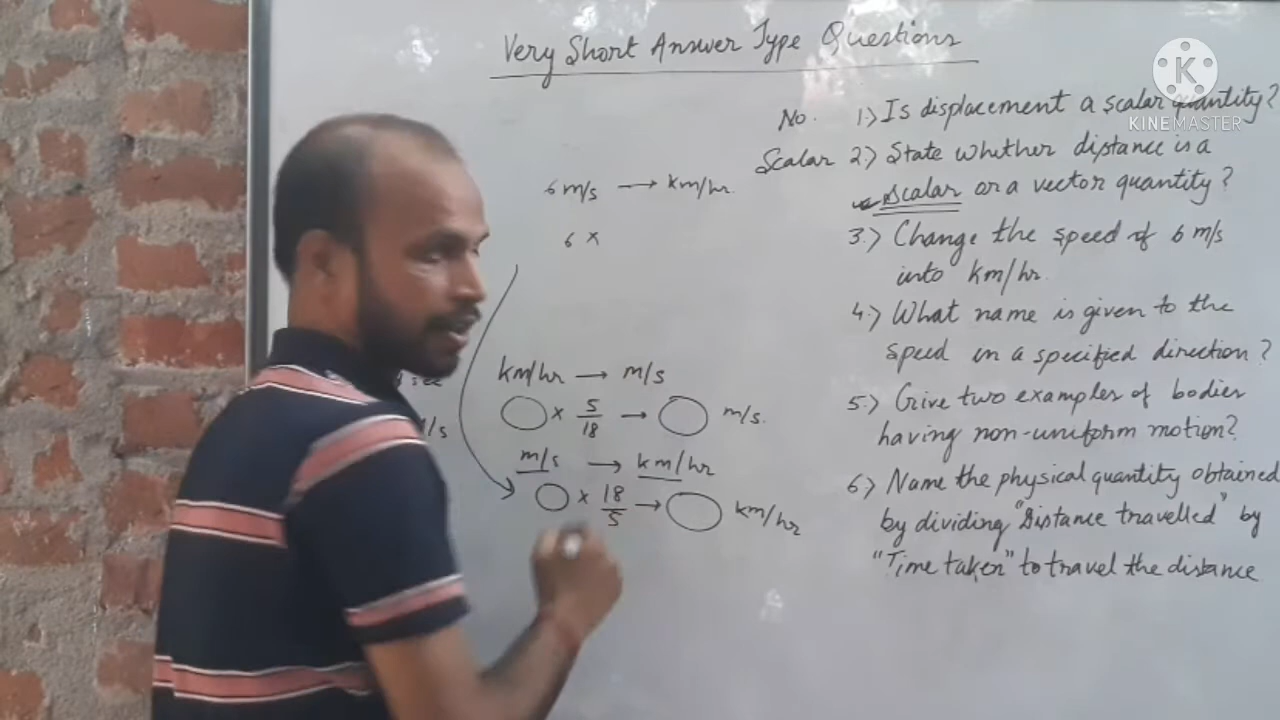 Very Short Answer Type Questions
6 m/s → km/hr.
6 ×
see
/s
km/hr → m/s
× 5/18 → m/s.
m/s → km/hr
× 18/5 → km/hr
No. 1.) Is displacement a scalar quantity?
Scalar 2.) State whether distance is a
Scalar or a vector quantity?
3.) Change the speed of 6 m/s
into km/hr.
4.) What name is given to the
speed in a specified direction?
5.) Give two examples of bodies
having non-uniform motion?
6.) Name the physical quantity obtained
by dividing "Distance travelled" by
"Time taken" to travel the distance
K
KINEMASTER